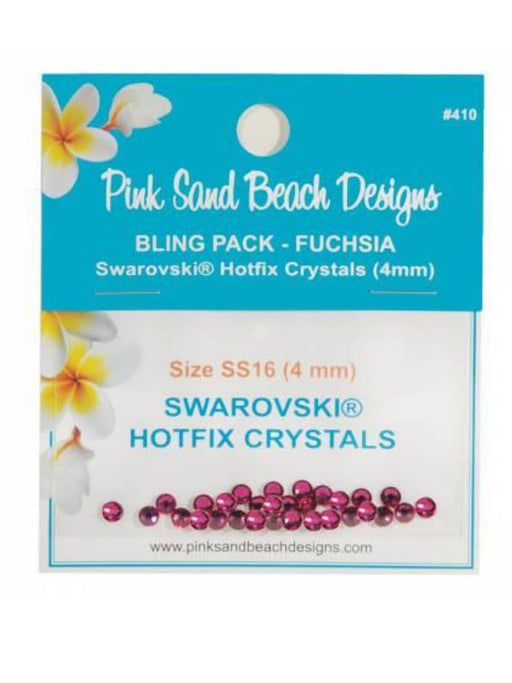 #410
Pink Sand Beach Designs
BLING PACK - FUCHSIA
Swarovski® Hotfix Crystals (4mm)
Size SS16 (4 mm)
SWAROVSKI®
HOTFIX CRYSTALS
www.pinksandbeachdesigns.com